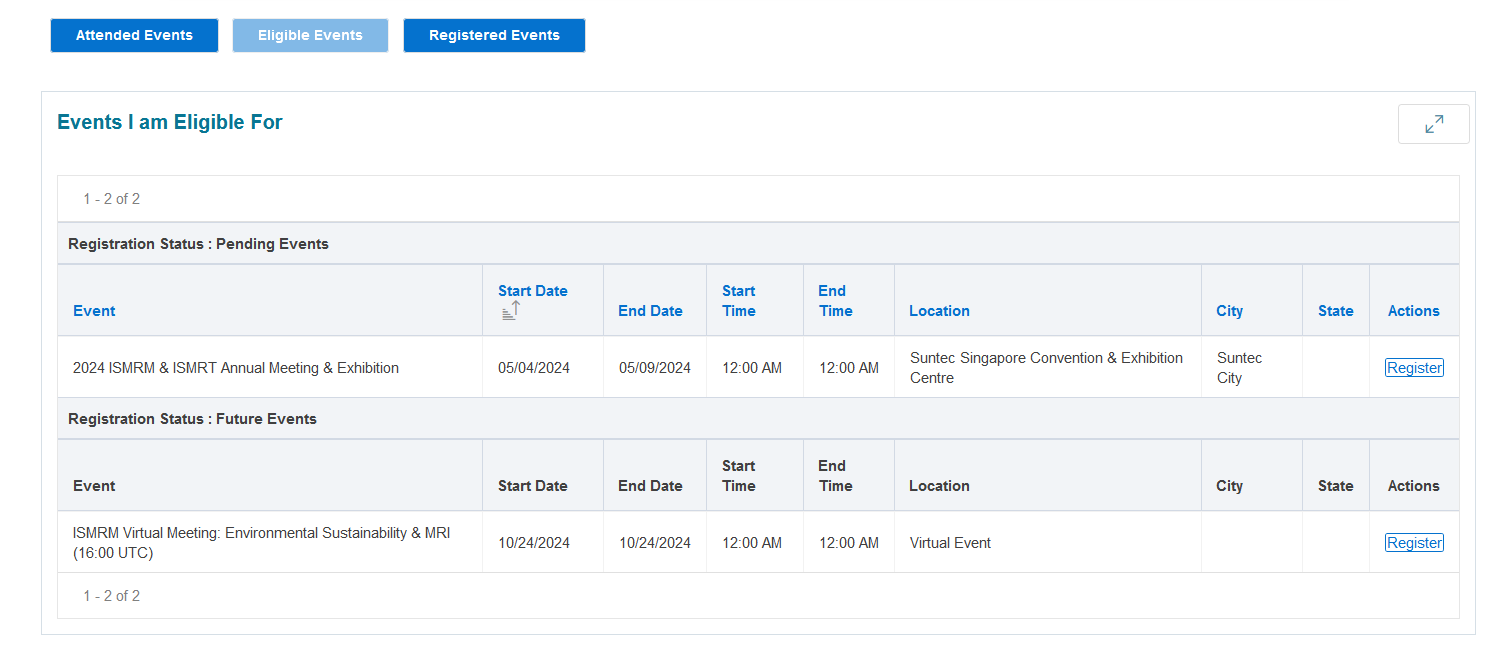 Attended Events Eligible Events Registered Events
Events I am Eligible For
1 - 2 of 2
Registration Status : Pending Events
Event Start Date End Date Start Time End Time Location City State Actions
2024 ISMRM & ISMRT Annual Meeting & Exhibition 05/04/2024 05/09/2024 12:00 AM 12:00 AM Suntec Singapore Convention & Exhibition Centre Suntec City Register
Registration Status : Future Events
Event Start Date End Date Start Time End Time Location City State Actions
ISMRM Virtual Meeting: Environmental Sustainability & MRI (16:00 UTC) 10/24/2024 10/24/2024 12:00 AM 12:00 AM Virtual Event Register
1 - 2 of 2